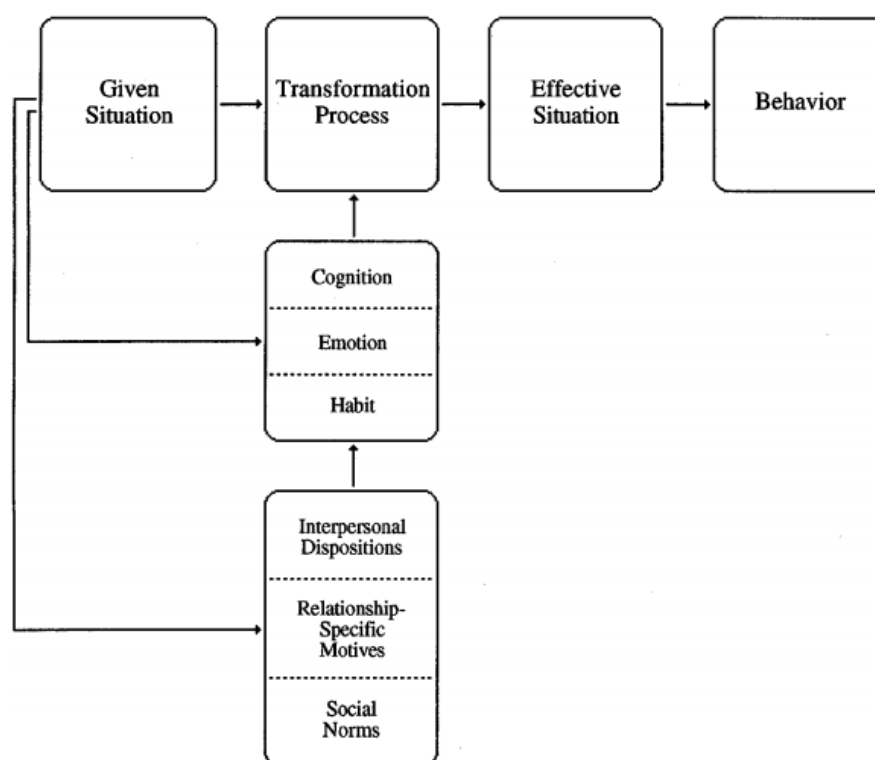 Given
Situation
Transformation
Process
Effective
Situation
Behavior
Cognition
Emotion
Habit
Interpersonal
Dispositions
Relationship-
Specific
Motives
Social
Norms